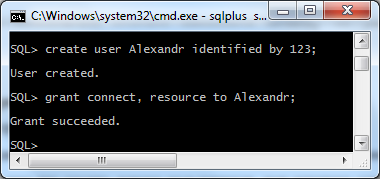 C:\Windows\system32\cmd.exe - sqlplus s...
SQL> create user Alexandr identified by 123;
User created.
SQL> grant connect, resource to Alexandr;
Grant succeeded.
SQL>